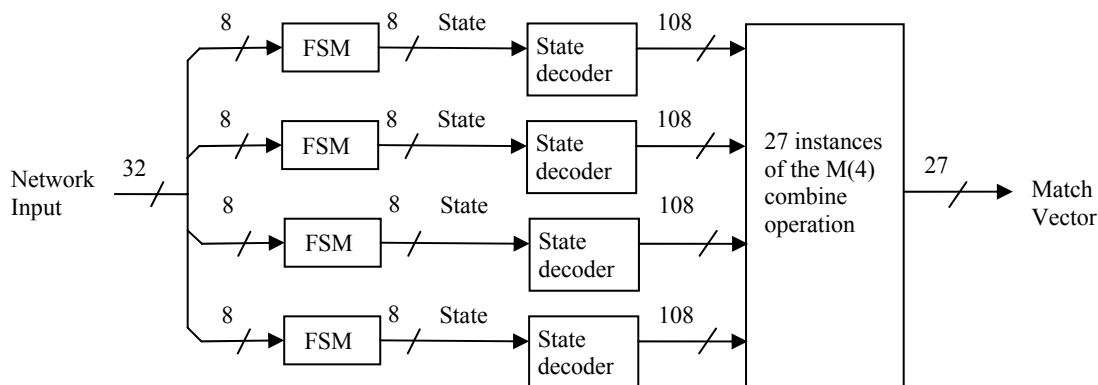 8 8 State 108
FSM State
decoder
8 8 State 108
FSM State
decoder
27 instances
of the M(4)
combine
operation
32 27
Network
Input
Match
Vector
8 8 State 108
FSM State
decoder
8 8 State 108
FSM State
decoder